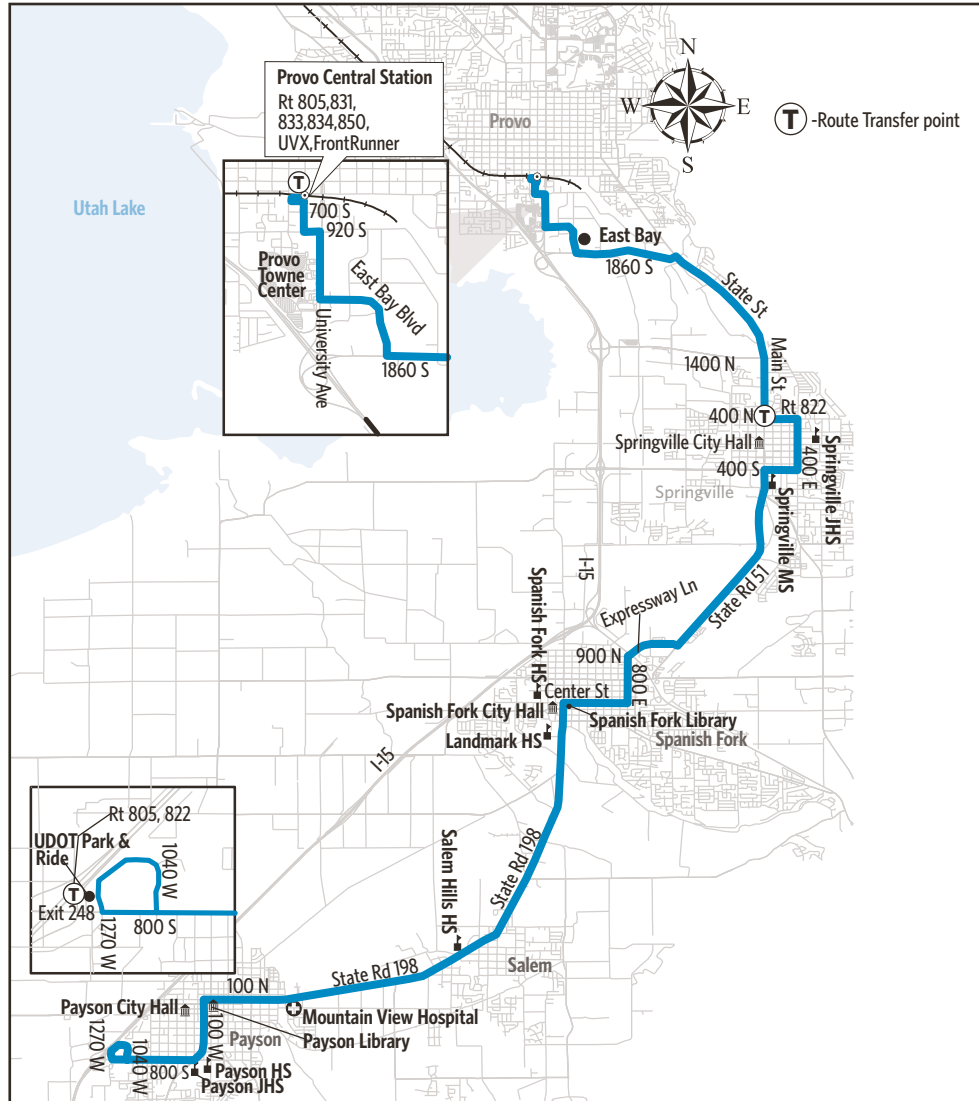 Provo Central Station
Rt 805,831,
833,834,850,
UVX,FrontRunner
N
W
E
S
T
-Route Transfer point
Provo
Utah Lake
T
700 S
920 S
Provo
Towne
Center
East Bay Blvd
University Ave
1860 S
East Bay
1860 S
State St
Main St
1400 N
400 N
T
Rt 822
Springville City Hall
400 E
Springville JHS
400 S
Springville
Springville MS
I-15
State Rd 51
Expressway Ln
Spanish Fork HS
900 N
800 E
Center St
Spanish Fork City Hall
Spanish Fork Library
Landmark HS
Spanish Fork
I-15
State Rd 198
Rt 805, 822
UDOT Park &
Ride
T
Exit 248
1040 W
1270 W
800 S
Salem Hills HS
Salem
State Rd 198
100 N
Payson City Hall
Mountain View Hospital
Payson Library
100 W
Payson
1270 W
1040 W
800 S
Payson HS
Payson JHS